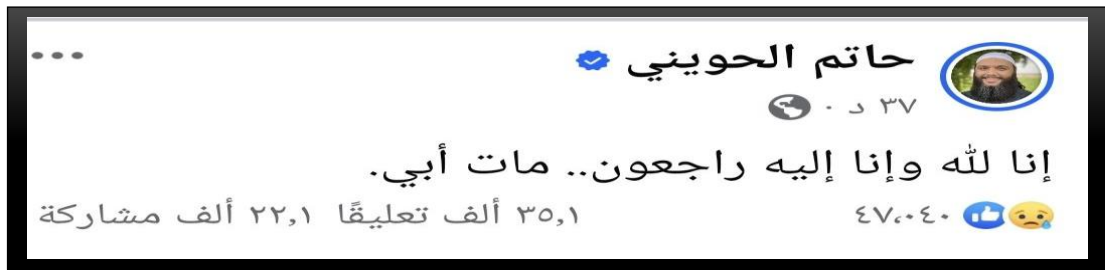 حاتم الحويني
٣٧ د ·
إنا لله وإنا إليه راجعون.. مات أبي.
٤٧،٠٤٠ ٣٥,١ ألف تعليقًا ٢٢,١ ألف مشاركة